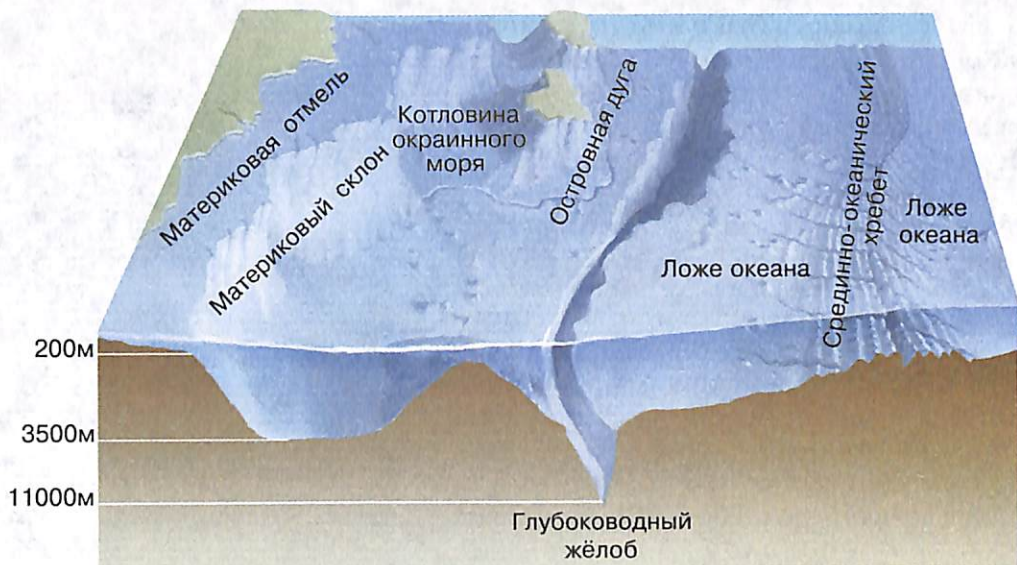 Материковая отмель
Материковый склон
Котловина
окраинного
моря
Островная дуга
Ложе океана
Срединно-океанический
хребет
Ложе
океана
200м
3500м
11000м
Глубоководный
жёлоб